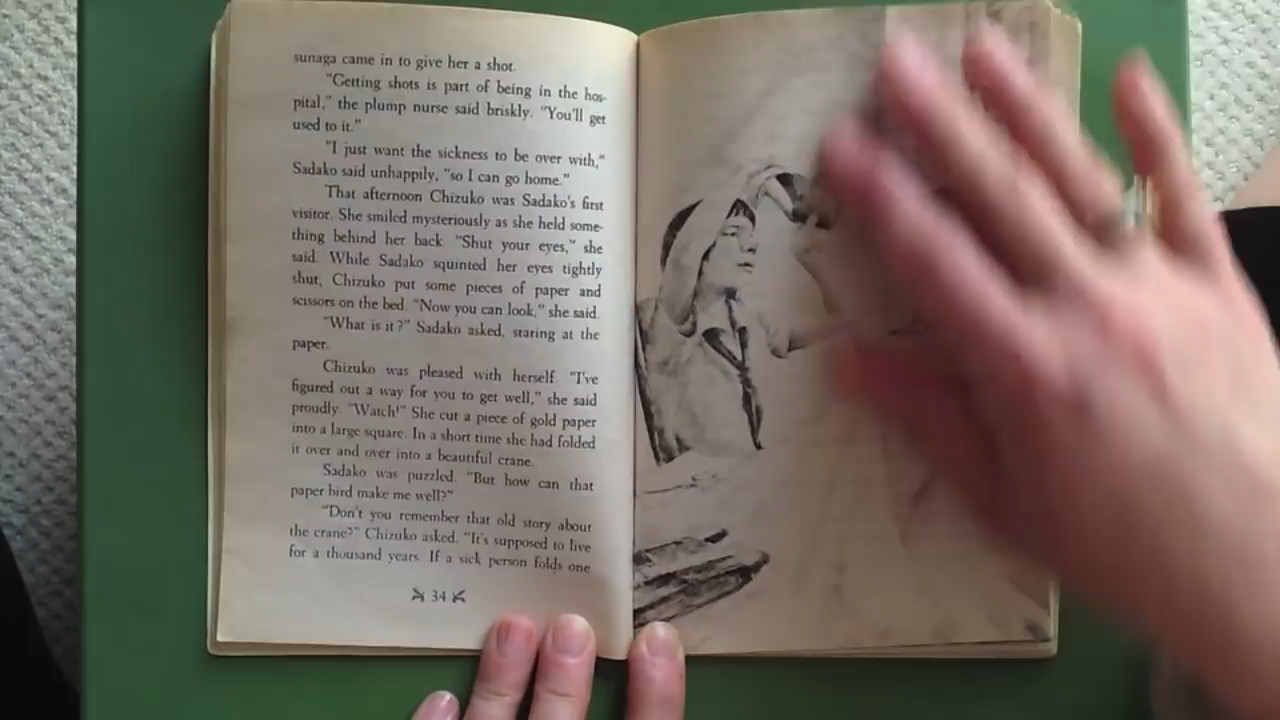 sunaga came in to give her a shot.
"Getting shots is part of being in the hos-
pital," the plump nurse said briskly. "You'll get
used to it."
"I just want the sickness to be over with,"
Sadako said unhappily, "so I can go home."
That afternoon Chizuko was Sadako's first
visitor. She smiled mysteriously as she held some-
thing behind her back. "Shut your eyes," she
said. While Sadako squinted her eyes tightly
shut, Chizuko put some pieces of paper and
scissors on the bed. "Now you can look," she said.
"What is it?" Sadako asked, staring at the
paper.
Chizuko was pleased with herself. "I've
figured out a way for you to get well," she said
proudly. "Watch!" She cut a piece of gold paper
into a large square. In a short time she had folded
it over and over into a beautiful crane.
Sadako was puzzled. "But how can that
paper bird make me well?"
"Don't you remember that old story about
the crane?" Chizuko asked. "It's supposed to live
for a thousand years. If a sick person folds one
34